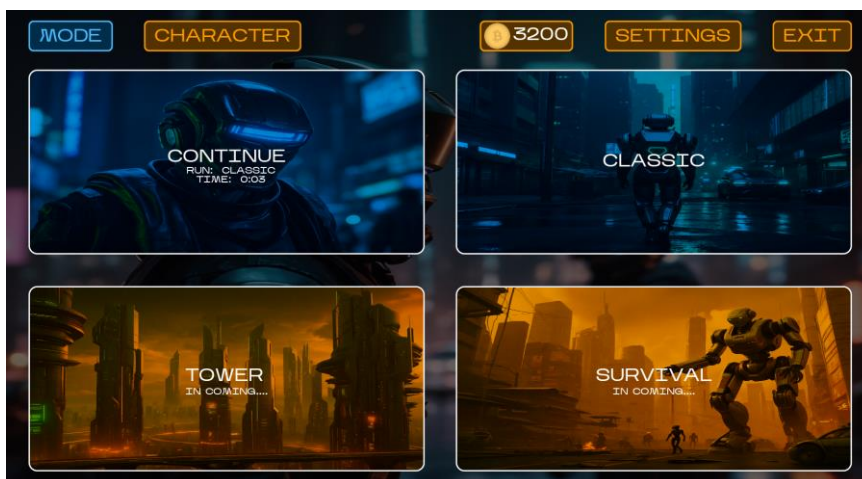 MODE
CHARACTER
3200
SETTINGS
EXIT
CONTINUE
RUN: CLASSIC
TIME: 0:03
CLASSIC
TOWER
IN COMING....
SURVIVAL
IN COMING....